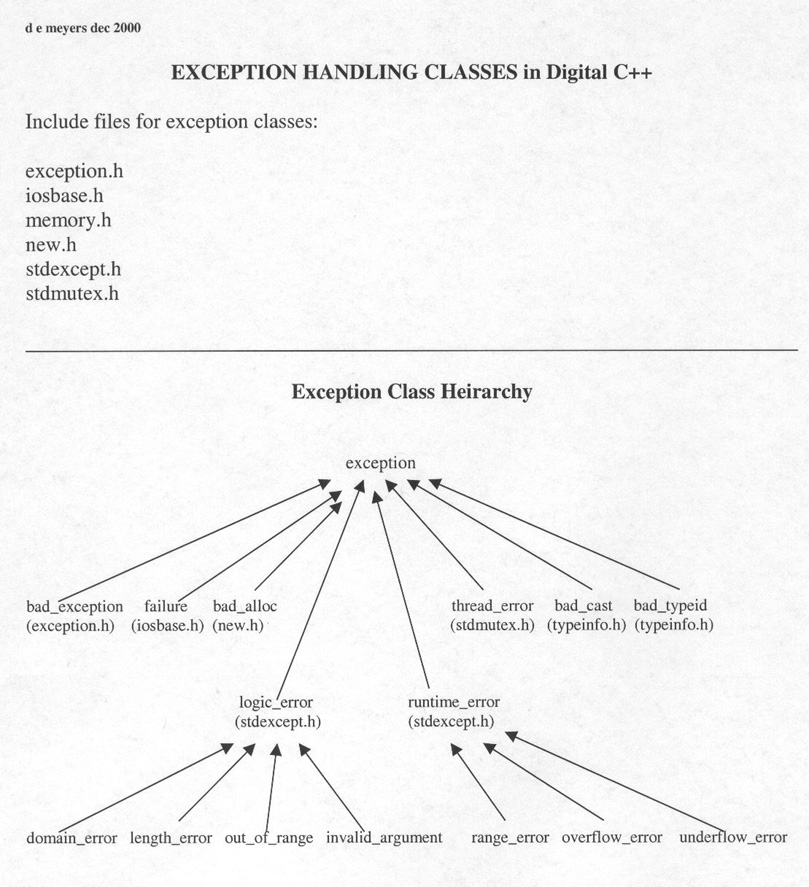 d e meyers dec 2000
EXCEPTION HANDLING CLASSES in Digital C++
Include files for exception classes:
exception.h
iosbase.h
memory.h
new.h
stdexcept.h
stdmutex.h
Exception Class Heirarchy
exception
bad_exception failure bad_alloc thread_error bad_cast bad_typeid
(exception.h) (iosbase.h) (new.h) (stdmutex.h) (typeinfo.h) (typeinfo.h)
logic_error runtime_error
(stdexcept.h) (stdexcept.h)
domain_error length_error out_of_range invalid_argument range_error overflow_error underflow_error